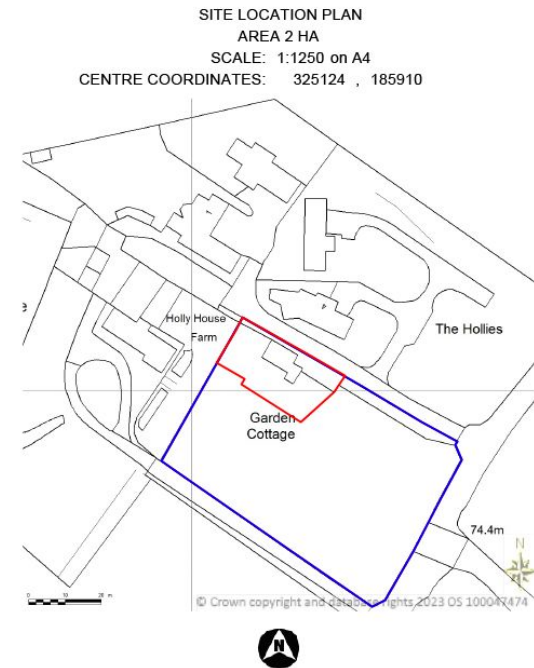 SITE LOCATION PLAN
AREA 2 HA
SCALE: 1:1250 on A4
CENTRE COORDINATES: 325124 , 185910
Holly House
Farm
The Hollies
Garden
Cottage
74.4m
N
© Crown copyright and database rights 2023 OS 100047474